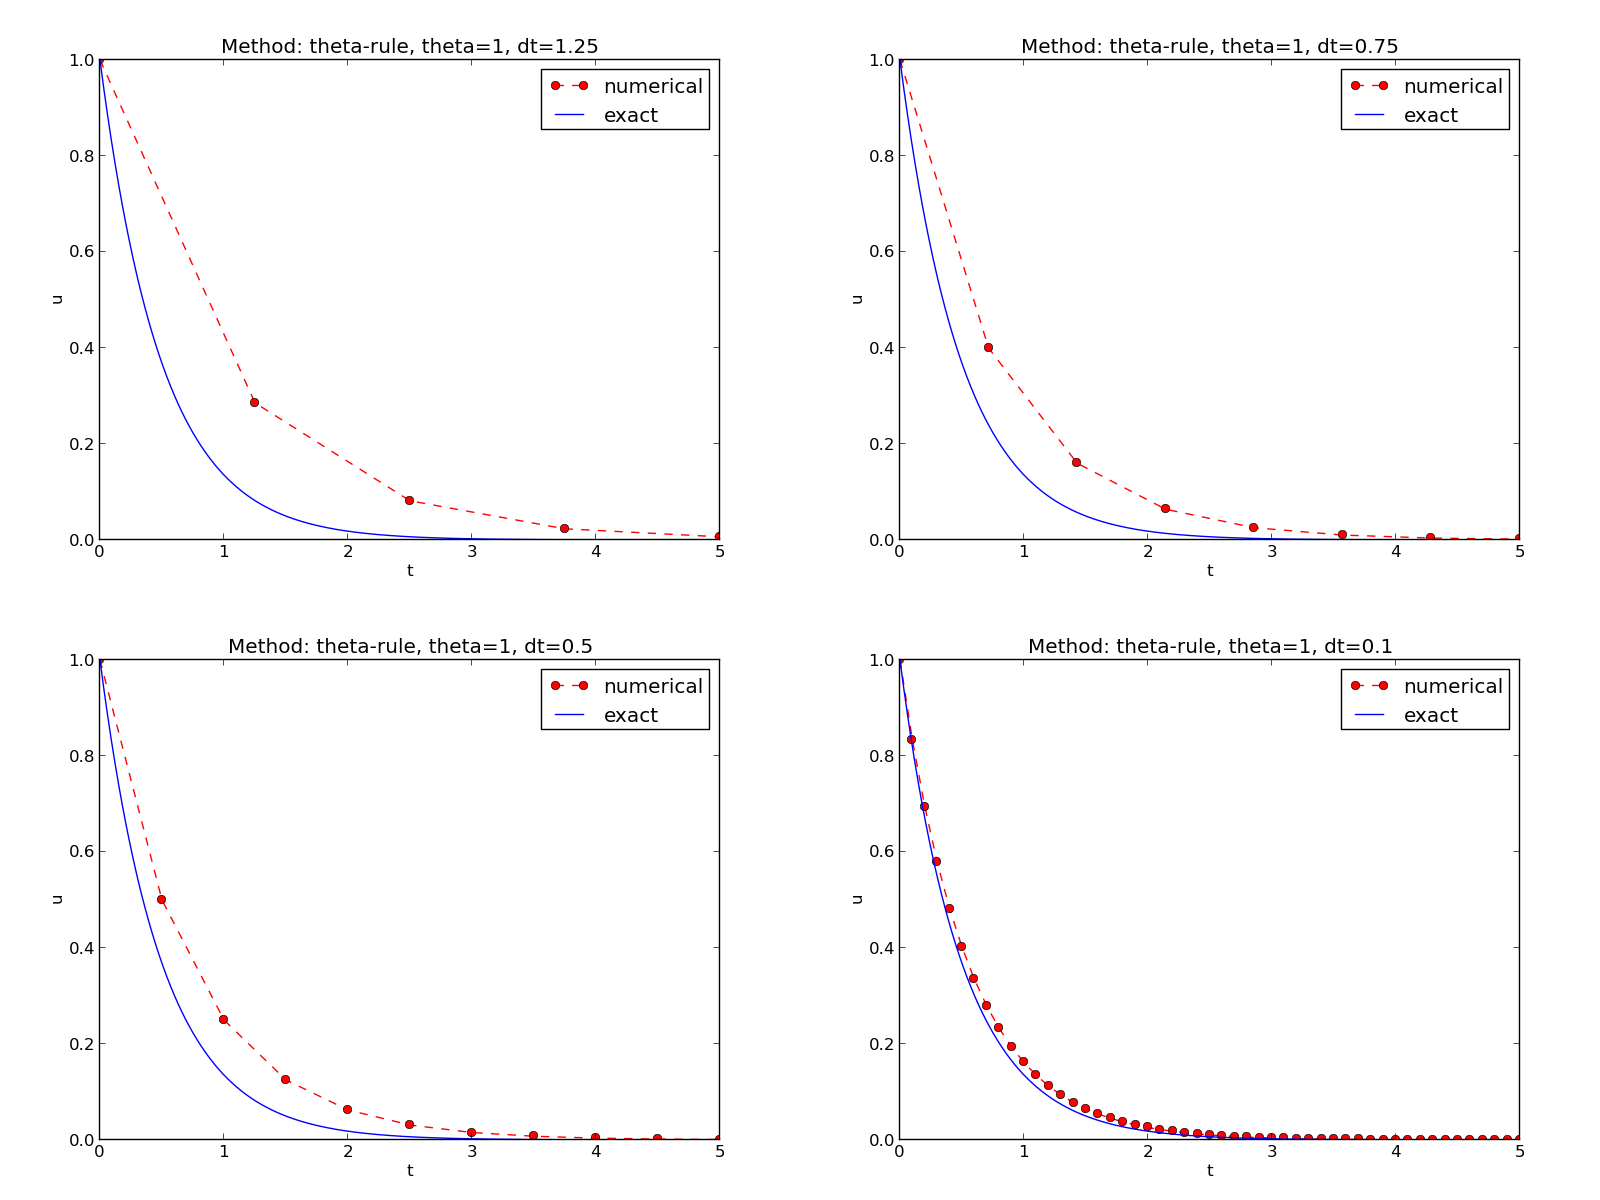 Method: theta-rule, theta=1, dt=1.25
1.0
0.8
0.6
0.4
0.2
0.0
u
numerical
exact
0 1 2 3 4 5
t
Method: theta-rule, theta=1, dt=0.75
1.0
0.8
0.6
0.4
0.2
0.0
u
numerical
exact
0 1 2 3 4 5
t
Method: theta-rule, theta=1, dt=0.5
1.0
0.8
0.6
0.4
0.2
0.0
u
numerical
exact
0 1 2 3 4 5
t
Method: theta-rule, theta=1, dt=0.1
1.0
0.8
0.6
0.4
0.2
0.0
u
numerical
exact
0 1 2 3 4 5
t